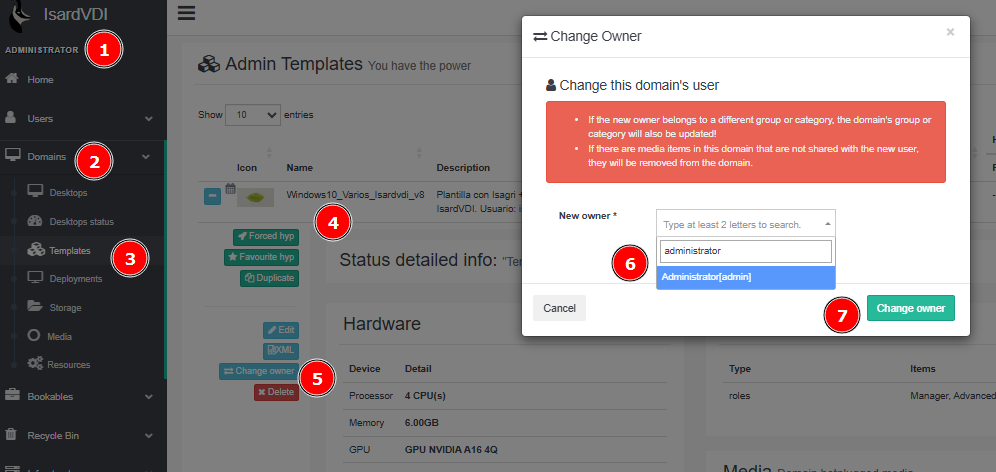 IsardVDI
ADMINISTRATOR
1
Home
Users
Domains
2
Desktops
Desktops status
Templates
3
Deployments
Storage
Media
Resources
Bookables
Recycle Bin
Admin Templates You have the power
Show 10 entries
Icon Name Description
Windows10_Varios_Isardvdi_v8 Plantilla con Isagri +
IsardVDI. Usuario:
4
Forced hyp
Favourite hyp
Duplicate
Status detailed info:
Edit
XML
Change owner
5
Delete
Hardware
Device Detail
Processor 4 CPU(s)
Memory 6.00GB
GPU GPU NVIDIA A16 4Q
Change Owner ×
Change this domain's user
• If the new owner belongs to a different group or category, the domain's group or
category will also be updated!
• If there are media items in this domain that are not shared with the new user,
they will be removed from the domain.
New owner *
Type at least 2 letters to search.
administrator
6
Administrator[admin]
Cancel
7
Change owner
Type Items
roles Manager, Advanced
Media Domain hotplugged media